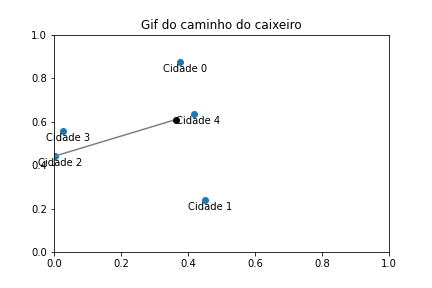 Gif do caminho do caixeiro
1.0
Cidade 0
0.8
0.6
Cidade 4
Cidade 3
Cidade 2
0.4
Cidade 1
0.2
0.0
0.0 0.2 0.4 0.6 0.8 1.0